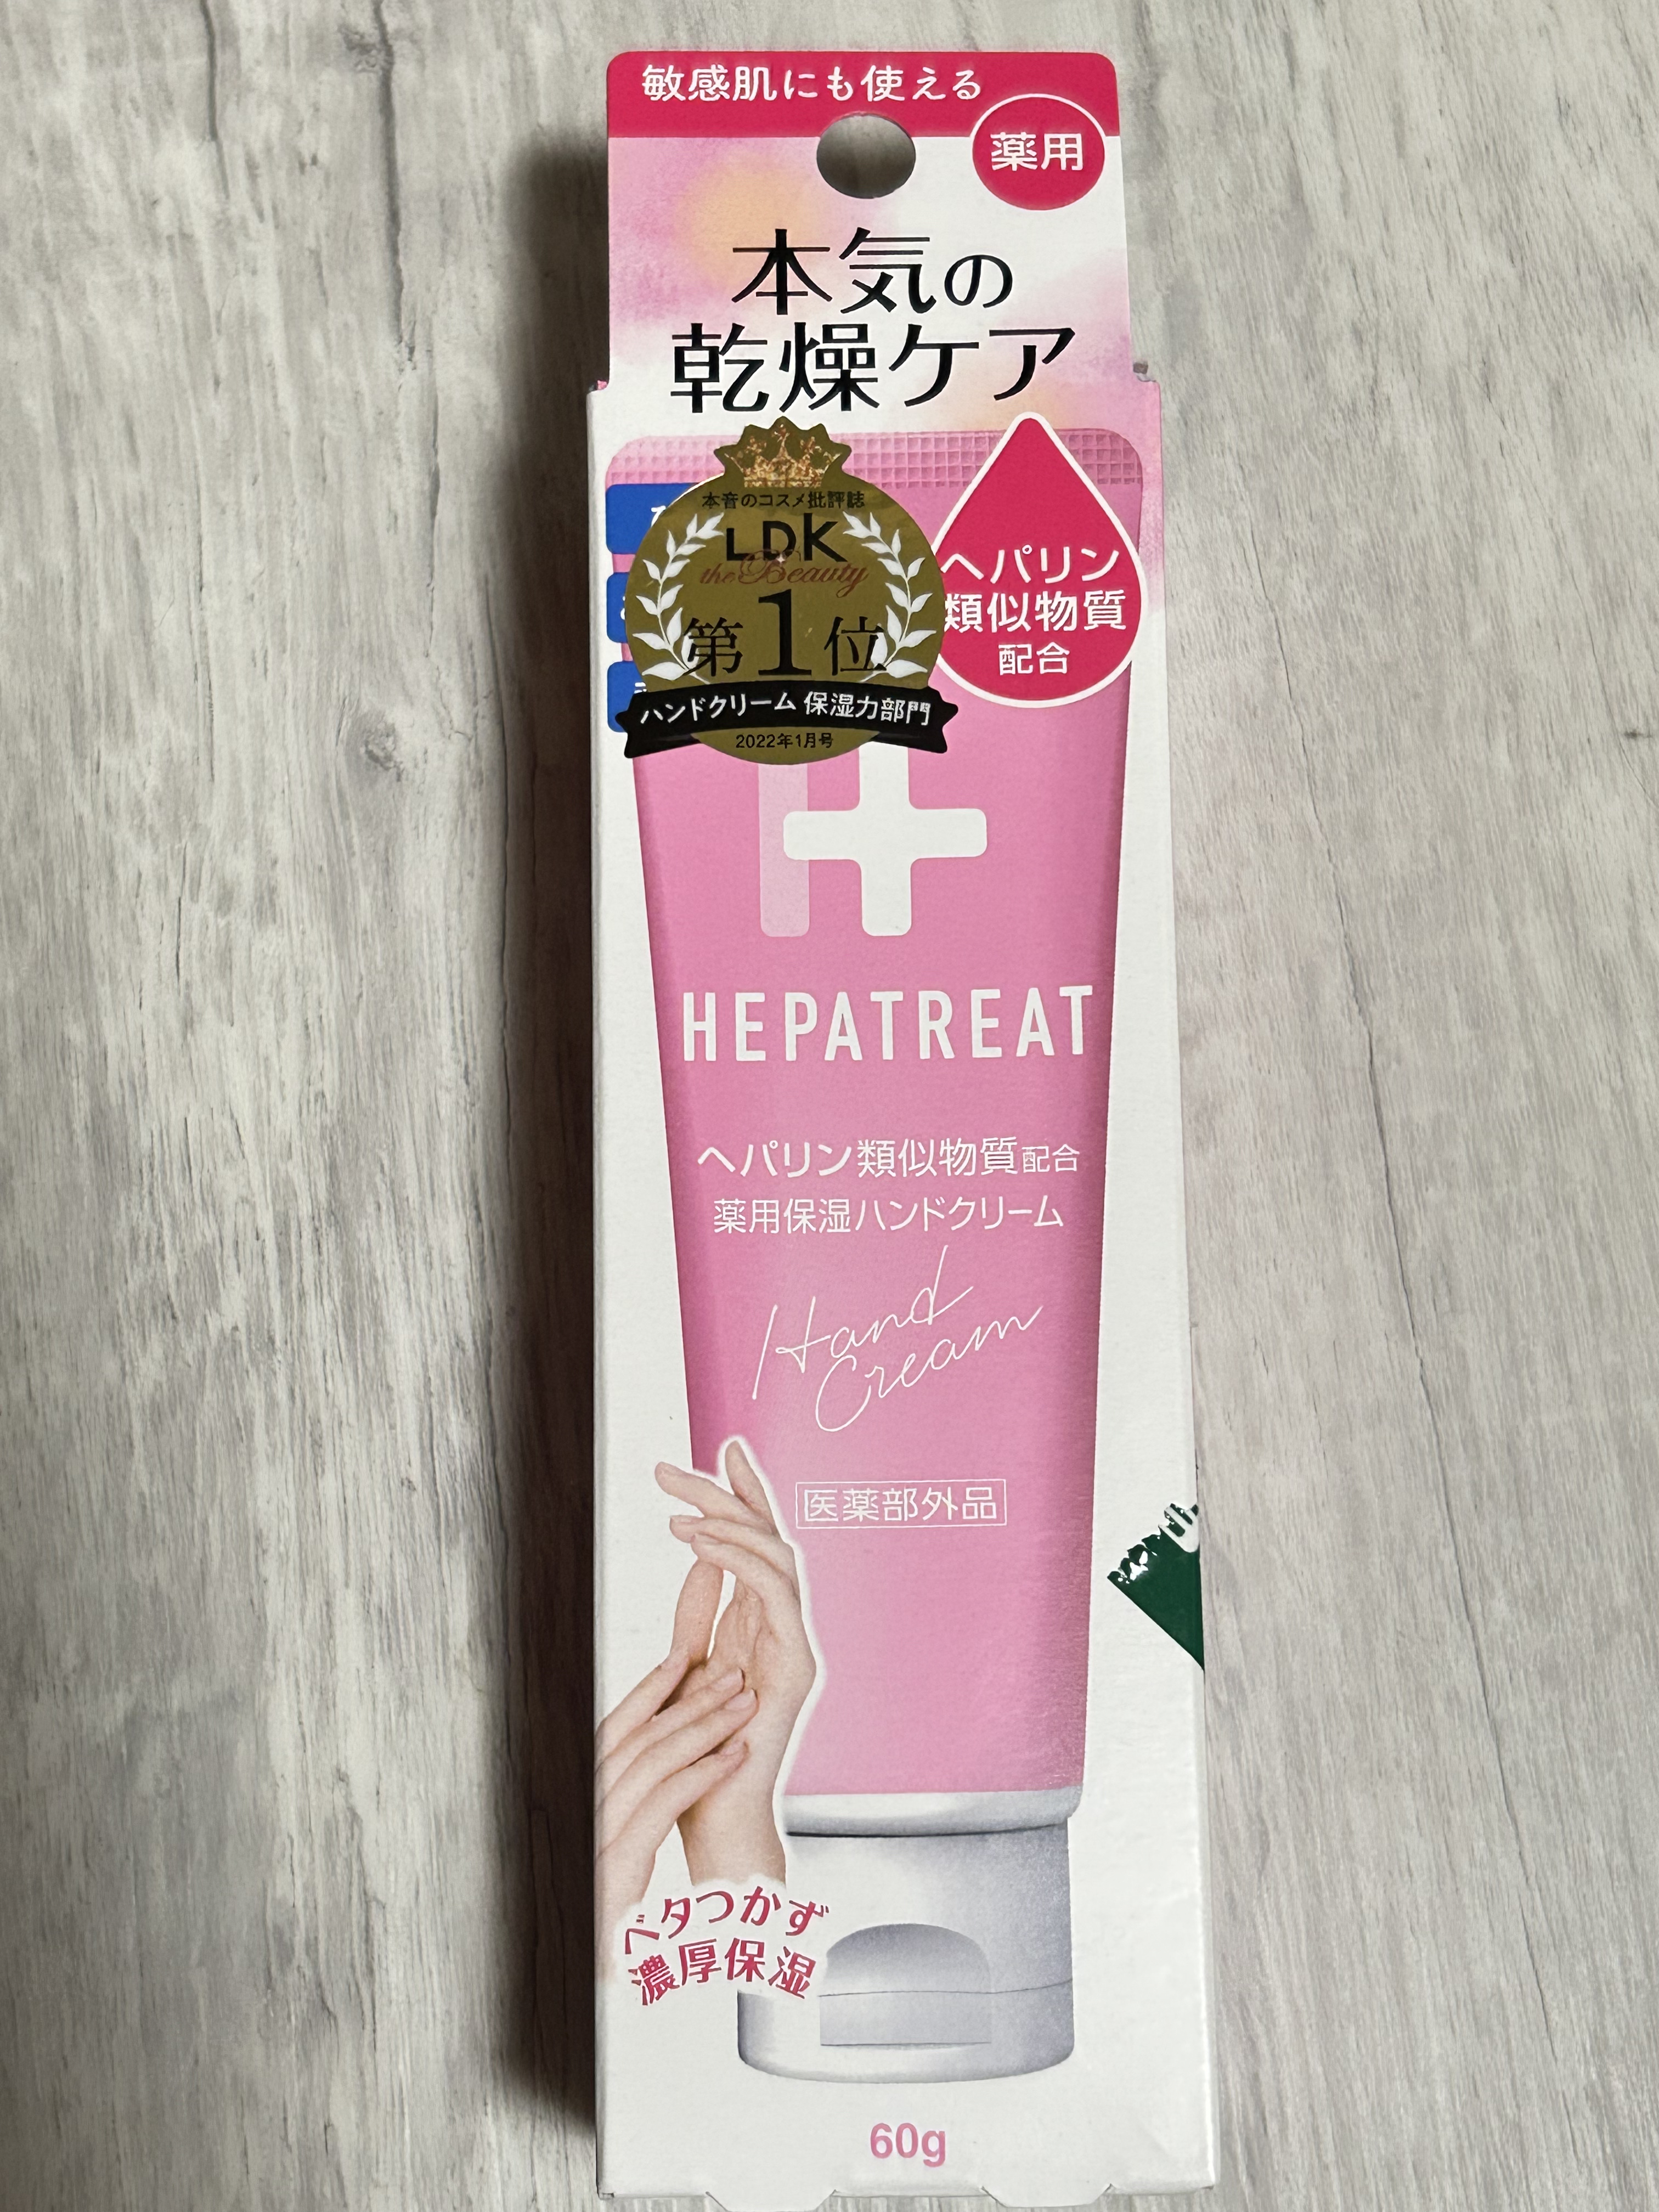 敏感肌にも使える
薬用
本気の
乾燥ケア
本音のコスメ批評誌
LDK
the Beauty
第1位
ハンドクリーム 保湿力部門
2022年1月号
ヘパリン
類似物質
配合
HEPATREAT
ヘパリン類似物質配合
薬用保湿ハンドクリーム
Hand
Cream
医薬部外品
ベタつかず
濃厚保湿
60g